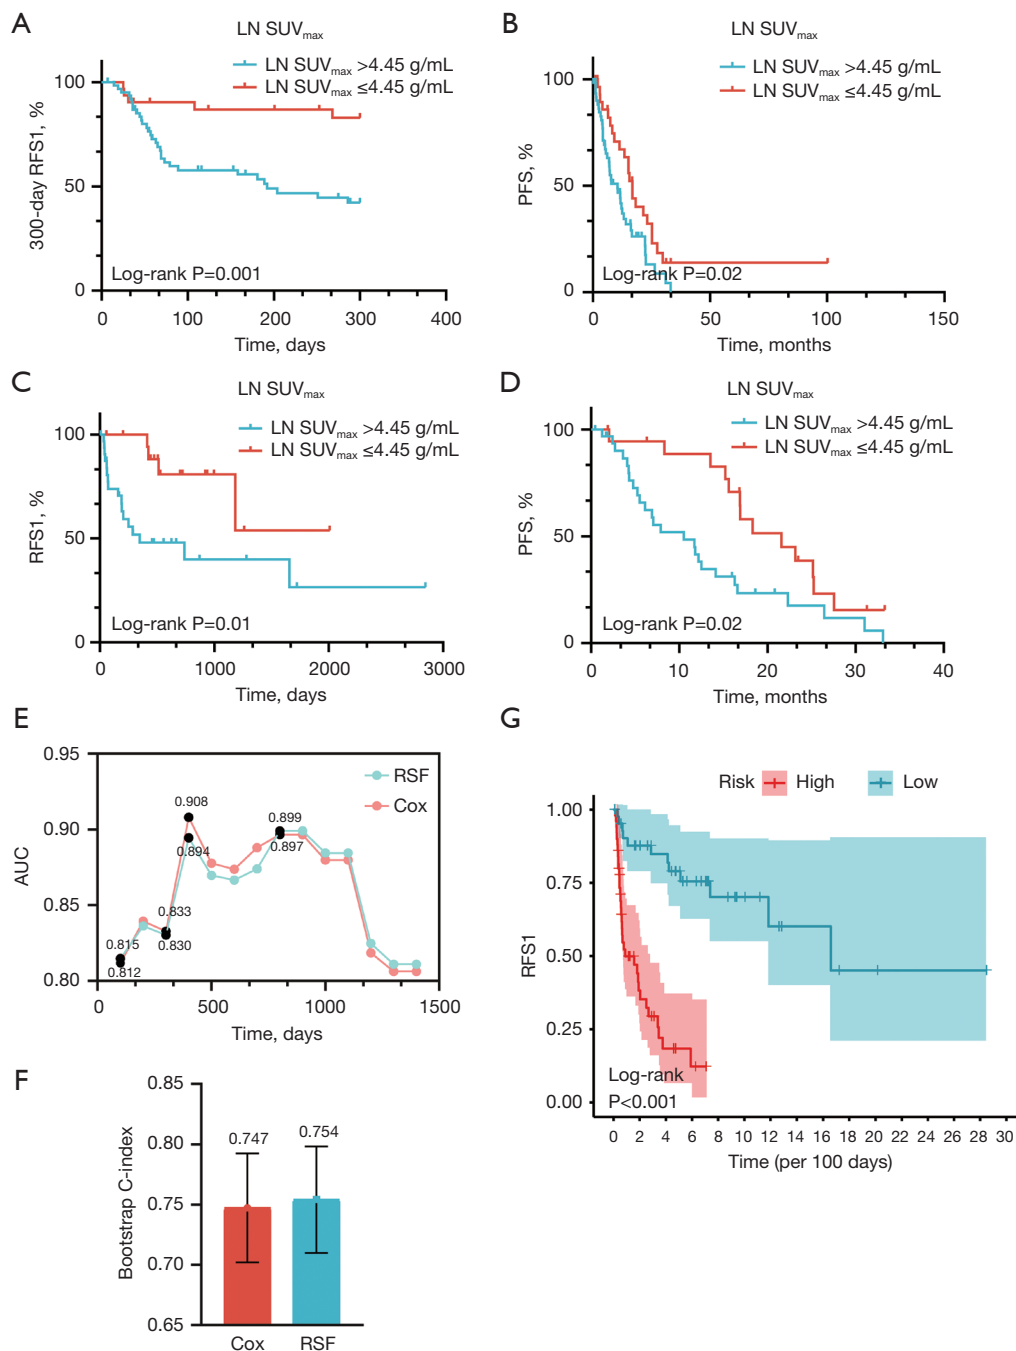 A
LN SUVmax
LN SUVmax >4.45 g/mL
LN SUVmax ≤4.45 g/mL
300-day RFS1, %
100
50
0
Log-rank P=0.001
0 100 200 300 400
Time, days
B
LN SUVmax
LN SUVmax >4.45 g/mL
LN SUVmax ≤4.45 g/mL
PFS, %
100
50
0
Log-rank P=0.02
0 50 100 150
Time, months
C
LN SUVmax
LN SUVmax >4.45 g/mL
LN SUVmax ≤4.45 g/mL
RFS1, %
100
50
0
Log-rank P=0.01
0 1000 2000 3000
Time, days
D
LN SUVmax
LN SUVmax >4.45 g/mL
LN SUVmax ≤4.45 g/mL
PFS, %
100
50
0
Log-rank P=0.02
0 10 20 30 40
Time, months
E
AUC
0.95
0.90
0.85
0.80
RSF
Cox
0.908
0.894
0.899
0.897
0.833
0.830
0.815
0.812
0 500 1000 1500
Time, days
F
Bootstrap C-index
0.85
0.80
0.75
0.70
0.65
0.747
0.754
Cox RSF
G
Risk High Low
RFS1
1.00
0.75
0.50
0.25
0.00
Log-rank
P<0.001
0 2 4 6 8 10 12 14 16 18 20 22 24 26 28 30
Time (per 100 days)